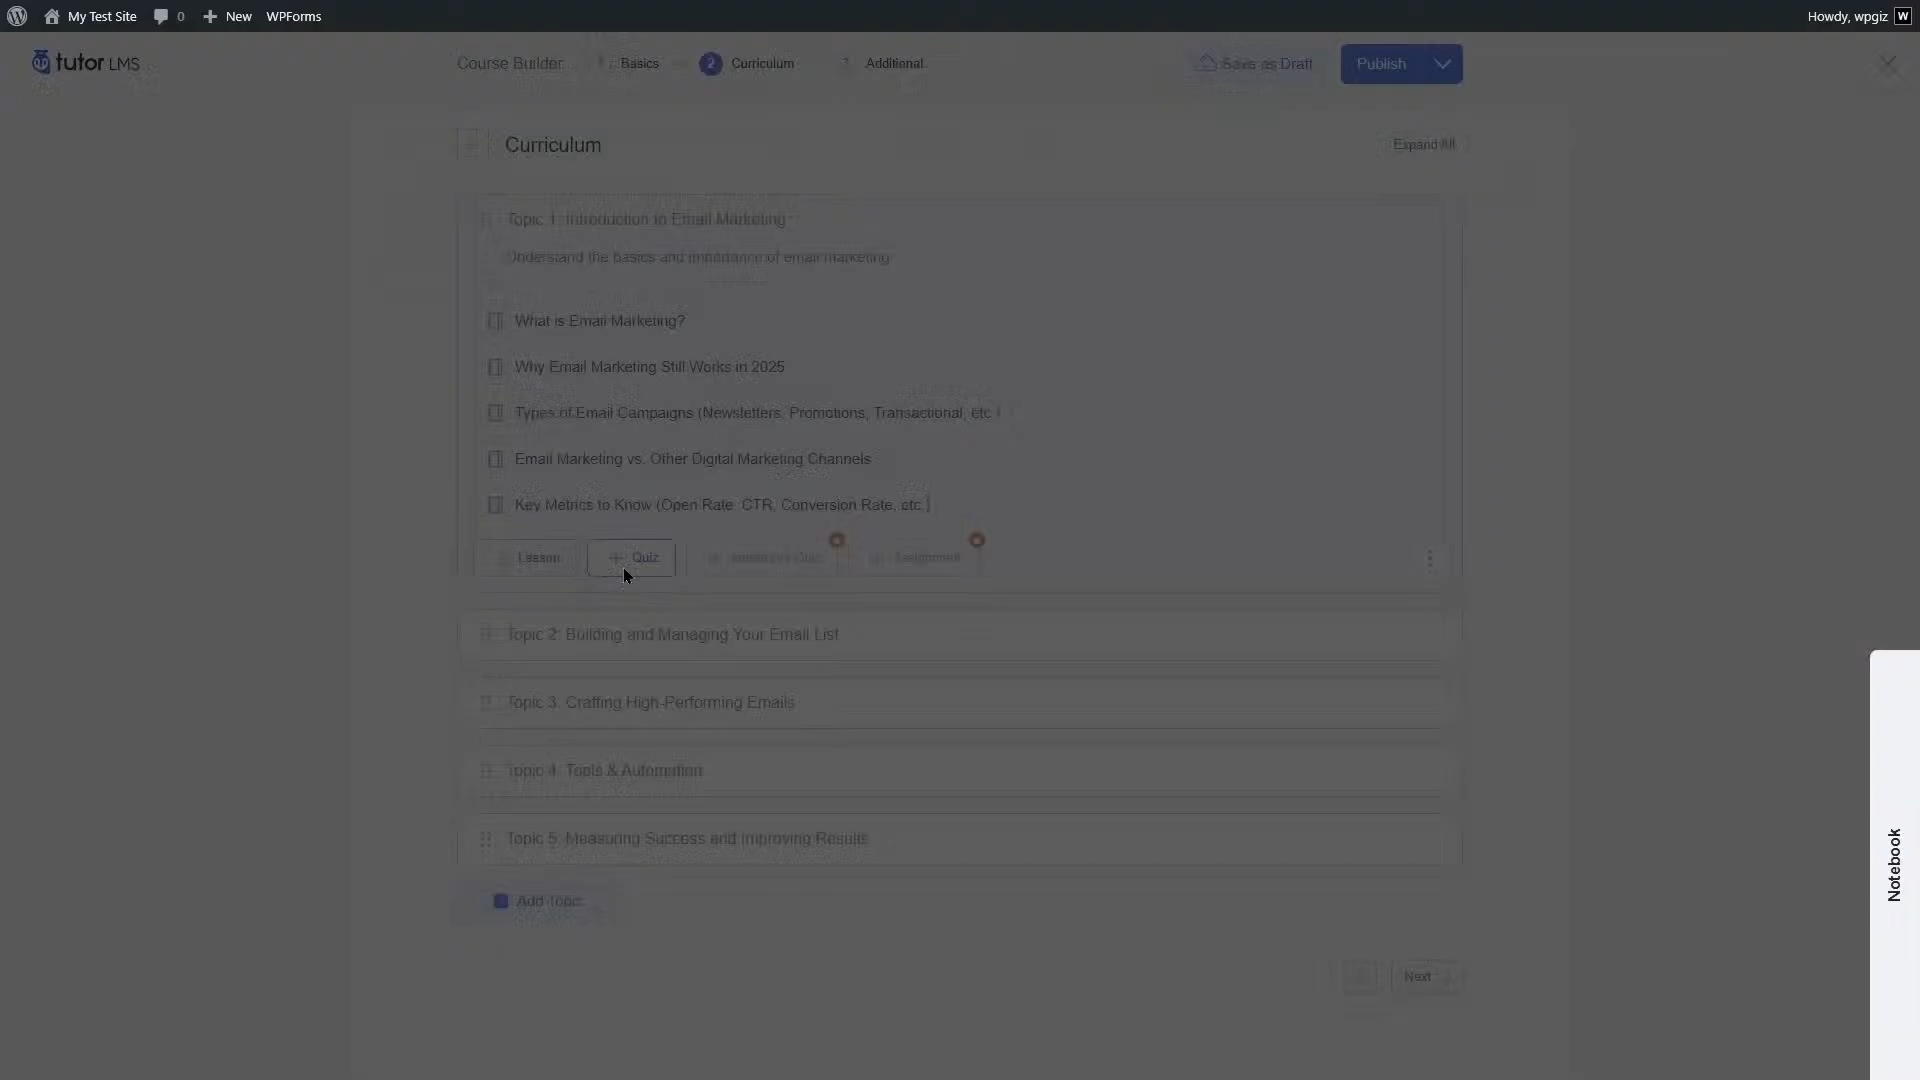 My Test Site 0 New WPForms Howdy, wpgiz W
tutor LMS
Course Builder Basics 2 Curriculum Additional Save as Draft Publish
Curriculum Expand All
Topic 1: Introduction to Email Marketing
Understand the basics and importance of email marketing
What is Email Marketing?
Why Email Marketing Still Works in 2025
Types of Email Campaigns (Newsletters, Promotions, Transactional, etc.)
Email Marketing vs. Other Digital Marketing Channels
Key Metrics to Know (Open Rate, CTR, Conversion Rate, etc.)
Lesson Quiz Interactive Quiz Assignment
Topic 2: Building and Managing Your Email List
Topic 3: Crafting High-Performing Emails
Topic 4: Tools & Automation
Topic 5: Measuring Success and Improving Results
Add Topic
Next
Notebook